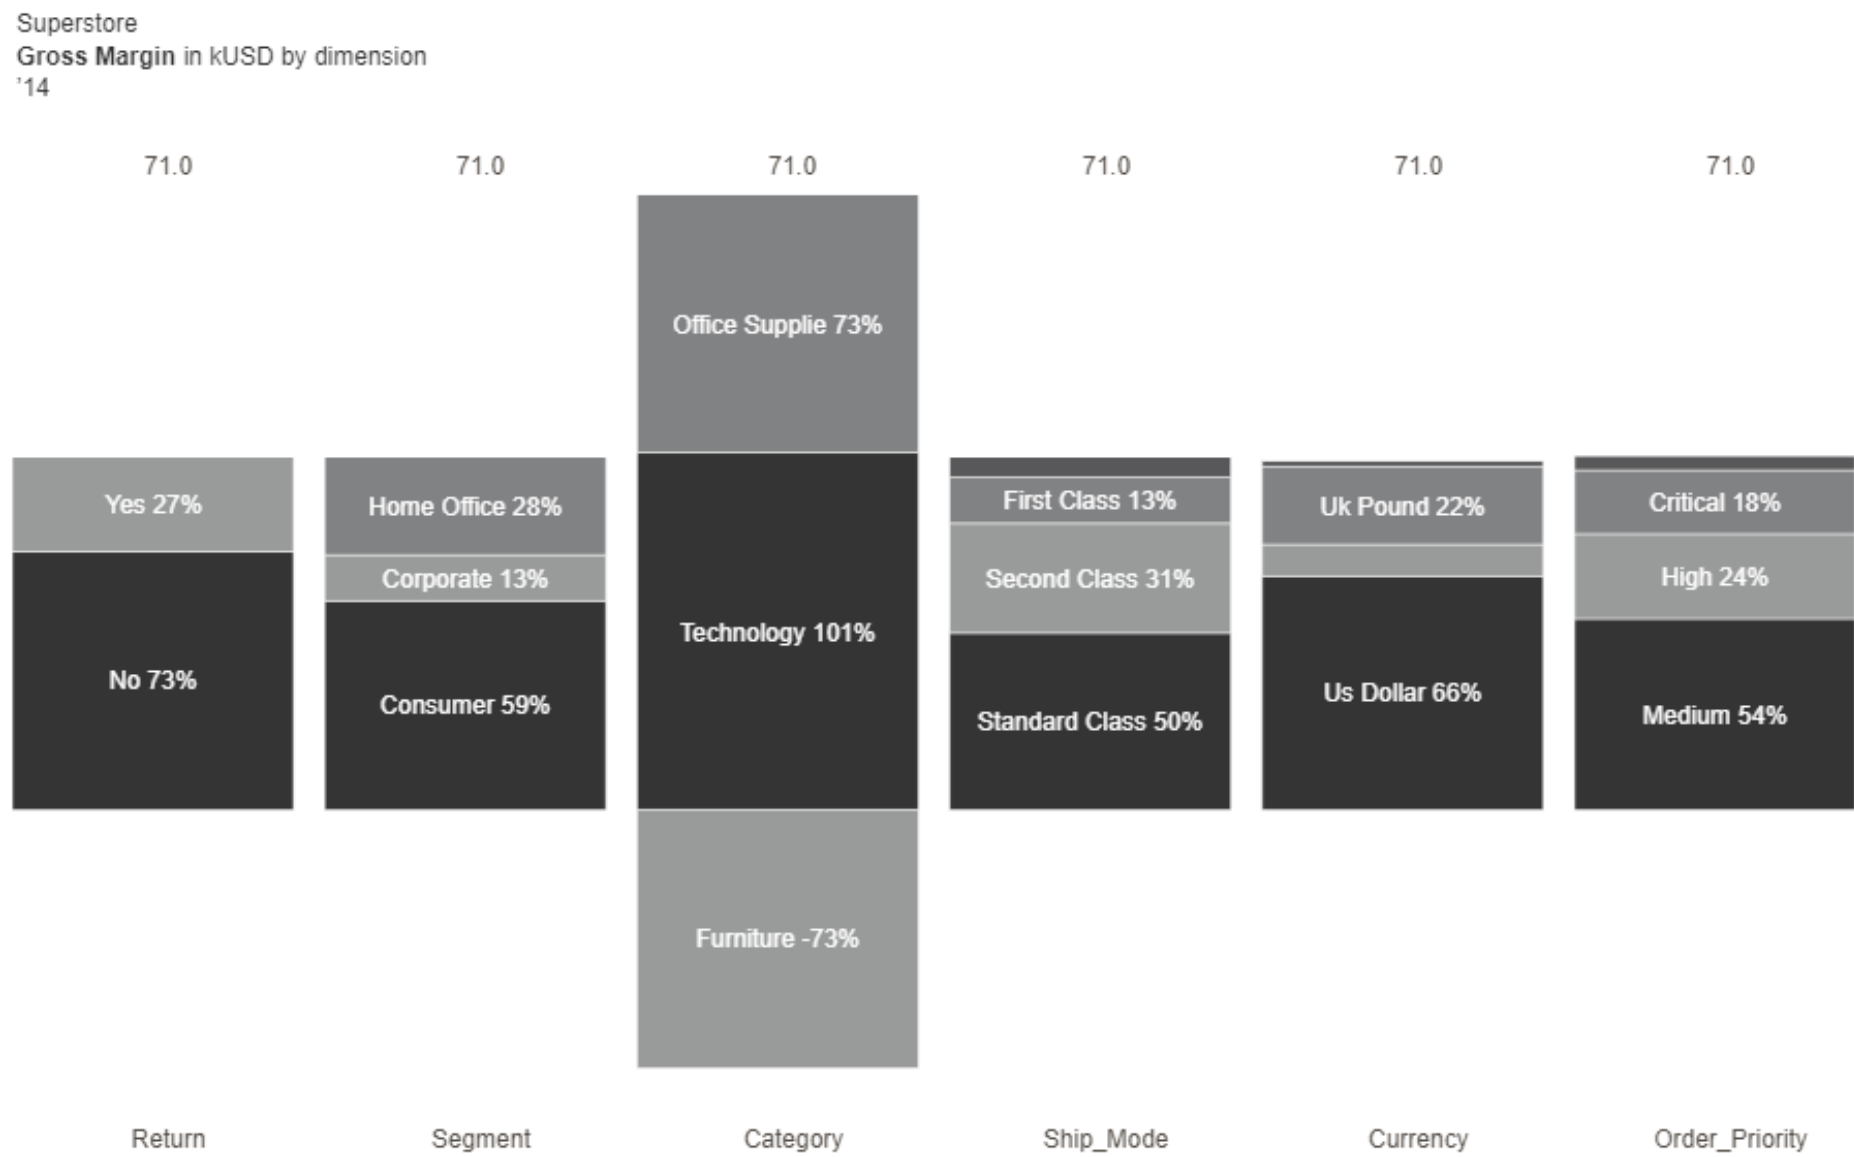 Superstore
Gross Margin in kUSD by dimension
'14
71.0 71.0 71.0 71.0 71.0 71.0
Office Supplie 73%
Yes 27%
Home Office 28%
First Class 13%
Uk Pound 22%
Critical 18%
Corporate 13%
Second Class 31%
High 24%
Technology 101%
No 73%
Consumer 59%
Standard Class 50%
Us Dollar 66%
Medium 54%
Furniture -73%
Return Segment Category Ship_Mode Currency Order_Priority